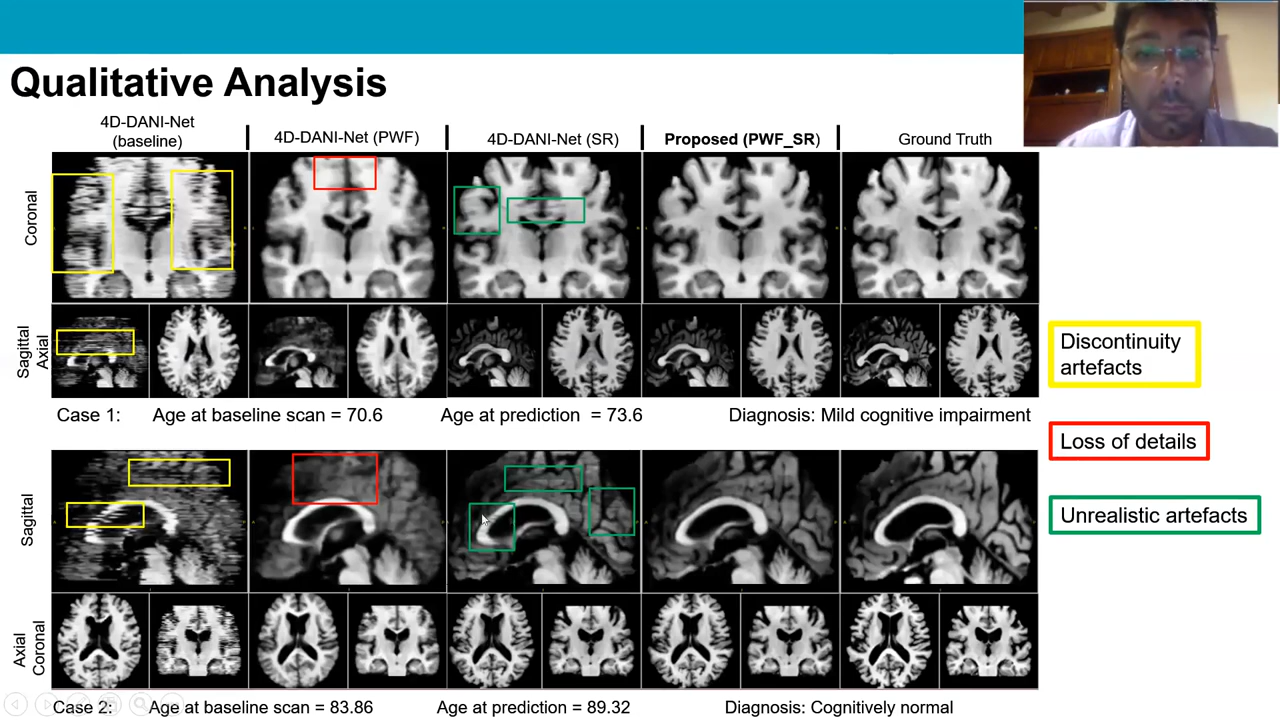 Qualitative Analysis
4D-DANI-Net
(baseline)
4D-DANI-Net (PWF)
4D-DANI-Net (SR)
Proposed (PWF_SR)
Ground Truth
Coronal
Sagittal
Axial
Discontinuity
artefacts
Case 1:
Age at baseline scan = 70.6
Age at prediction = 73.6
Diagnosis: Mild cognitive impairment
Loss of details
Sagittal
Unrealistic artefacts
Axial
Coronal
Case 2:
Age at baseline scan = 83.86
Age at prediction = 89.32
Diagnosis: Cognitively normal